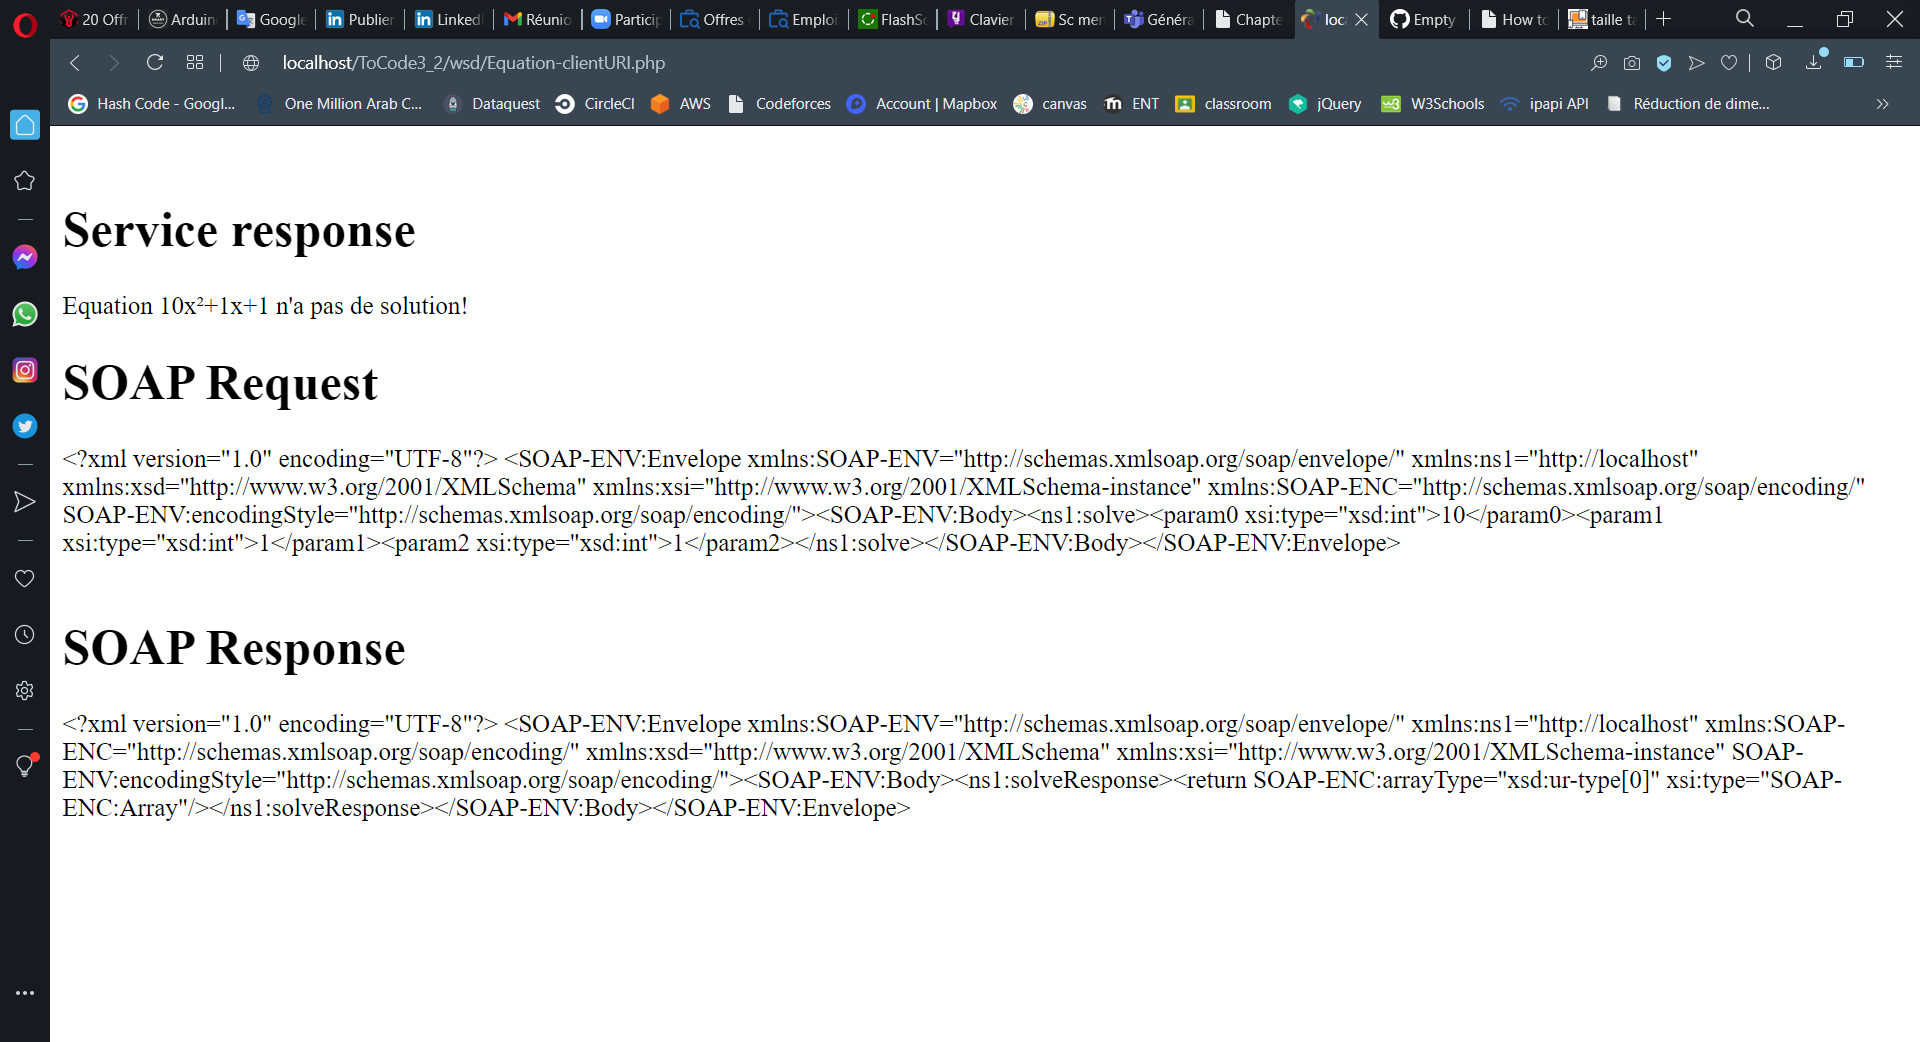 20 Offr
Arduin
Google
Publier
LinkedI
Réunio
Particip
Offres
Emploi
FlashSc
Clavier
Sc mer
Généra
Chapte
loc
Empty
How to
taille ta
localhost/ToCode3_2/wsd/Equation-clientURI.php
Hash Code - Googl...
One Million Arab C...
Dataquest
CircleCI
AWS
Codeforces
Account | Mapbox
canvas
ENT
classroom
jQuery
W3Schools
ipapi API
Réduction de dime...
Service response
Equation 10x²+1x+1 n'a pas de solution!
SOAP Request
<?xml version="1.0" encoding="UTF-8"?> <SOAP-ENV:Envelope xmlns:SOAP-ENV="http://schemas.xmlsoap.org/soap/envelope/" xmlns:ns1="http://localhost"
xmlns:xsd="http://www.w3.org/2001/XMLSchema" xmlns:xsi="http://www.w3.org/2001/XMLSchema-instance" xmlns:SOAP-ENC="http://schemas.xmlsoap.org/soap/encoding/"
SOAP-ENV:encodingStyle="http://schemas.xmlsoap.org/soap/encoding/"><SOAP-ENV:Body><ns1:solve><param0 xsi:type="xsd:int">10</param0><param1
xsi:type="xsd:int">1</param1><param2 xsi:type="xsd:int">1</param2></ns1:solve></SOAP-ENV:Body></SOAP-ENV:Envelope>
SOAP Response
<?xml version="1.0" encoding="UTF-8"?> <SOAP-ENV:Envelope xmlns:SOAP-ENV="http://schemas.xmlsoap.org/soap/envelope/" xmlns:ns1="http://localhost" xmlns:SOAP-
ENC="http://schemas.xmlsoap.org/soap/encoding/" xmlns:xsd="http://www.w3.org/2001/XMLSchema" xmlns:xsi="http://www.w3.org/2001/XMLSchema-instance" SOAP-
ENV:encodingStyle="http://schemas.xmlsoap.org/soap/encoding/"><SOAP-ENV:Body><ns1:solveResponse><return SOAP-ENC:arrayType="xsd:ur-type[0]" xsi:type="SOAP-
ENC:Array"/></ns1:solveResponse></SOAP-ENV:Body></SOAP-ENV:Envelope>